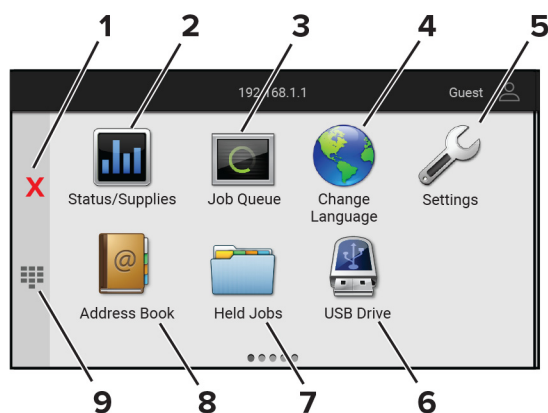 1 2 3 4 5
192.168.1.1 Guest
X
Status/Supplies Job Queue Change Language Settings
@
Address Book Held Jobs USB Drive
9 8 7 6